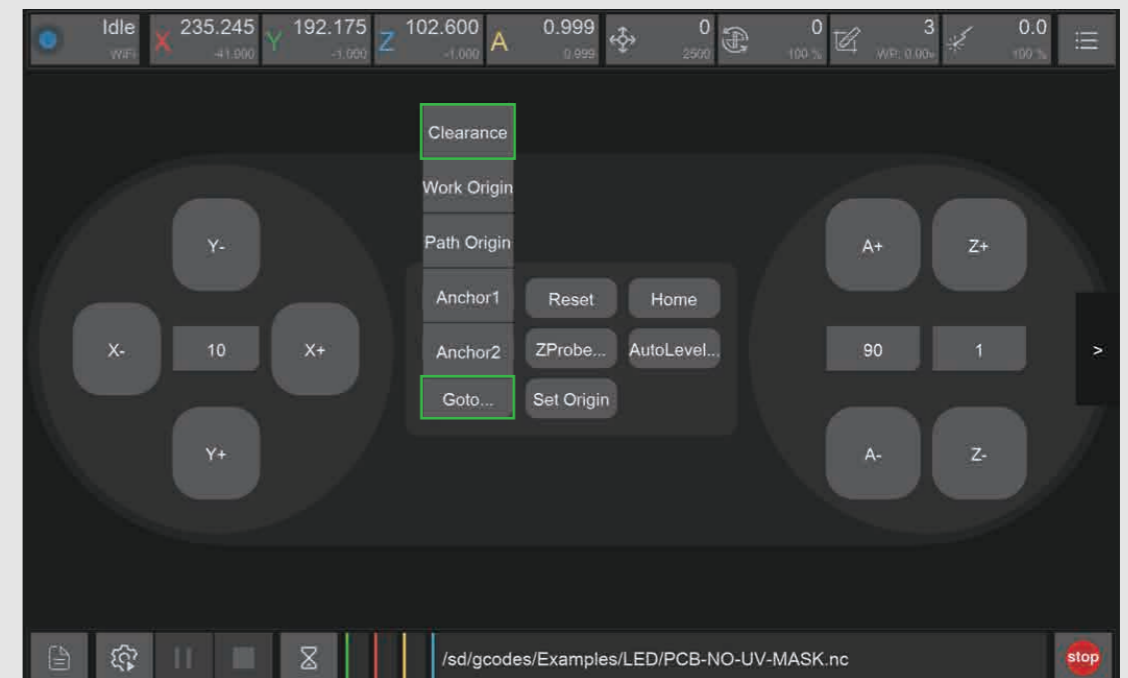 Idle
WiFi
X
235.245
-41.900
Y
192.175
-1.000
Z
102.600
-1.000
A
0.999
0.999
0
2500
0
100 %
3
WP: 0.00v
0.0
100 %
Clearance
Work Origin
Path Origin
Anchor1
Anchor2
Goto...
Reset
Home
ZProbe...
AutoLevel...
Set Origin
Y-
X-
10
X+
Y+
A+
Z+
90
1
>
A-
Z-
/sd/gcodes/Examples/LED/PCB-NO-UV-MASK.nc
stop